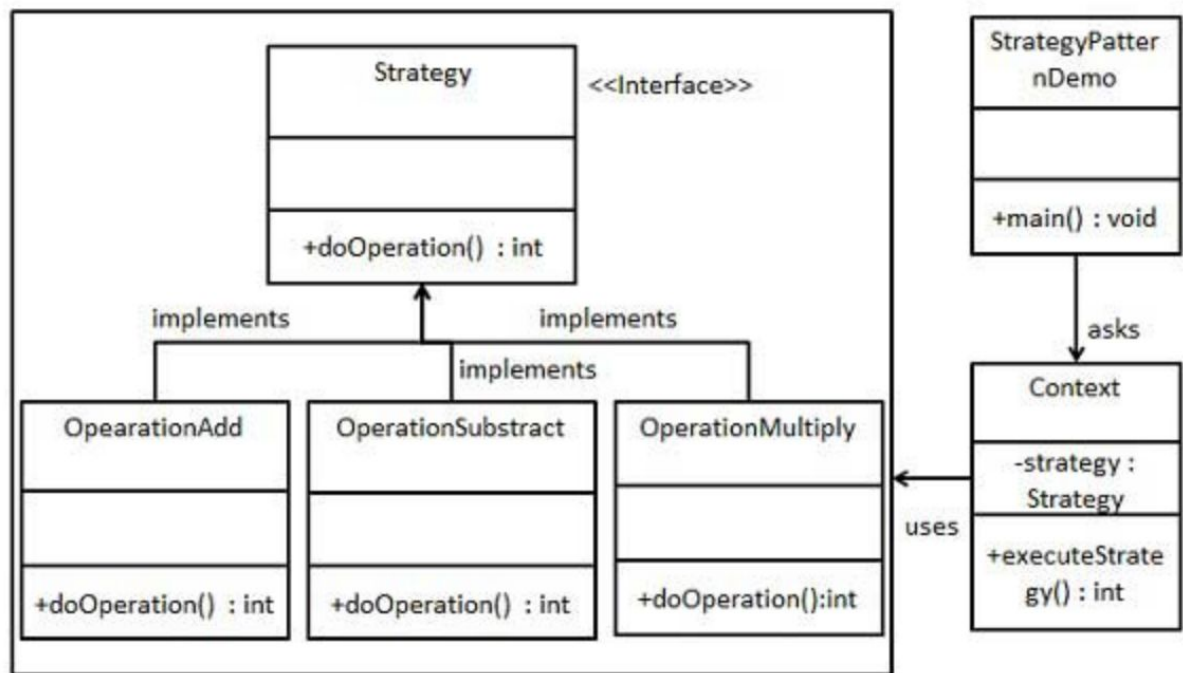 Strategy
<<Interface>>
+doOperation() : int
implements
implements
implements
OpearationAdd
+doOperation() : int
OperationSubstract
+doOperation() : int
OperationMultiply
+doOperation():int
StrategyPatter
nDemo
+main() : void
asks
Context
-strategy :
Strategy
+executeStrate
gy() : int
uses